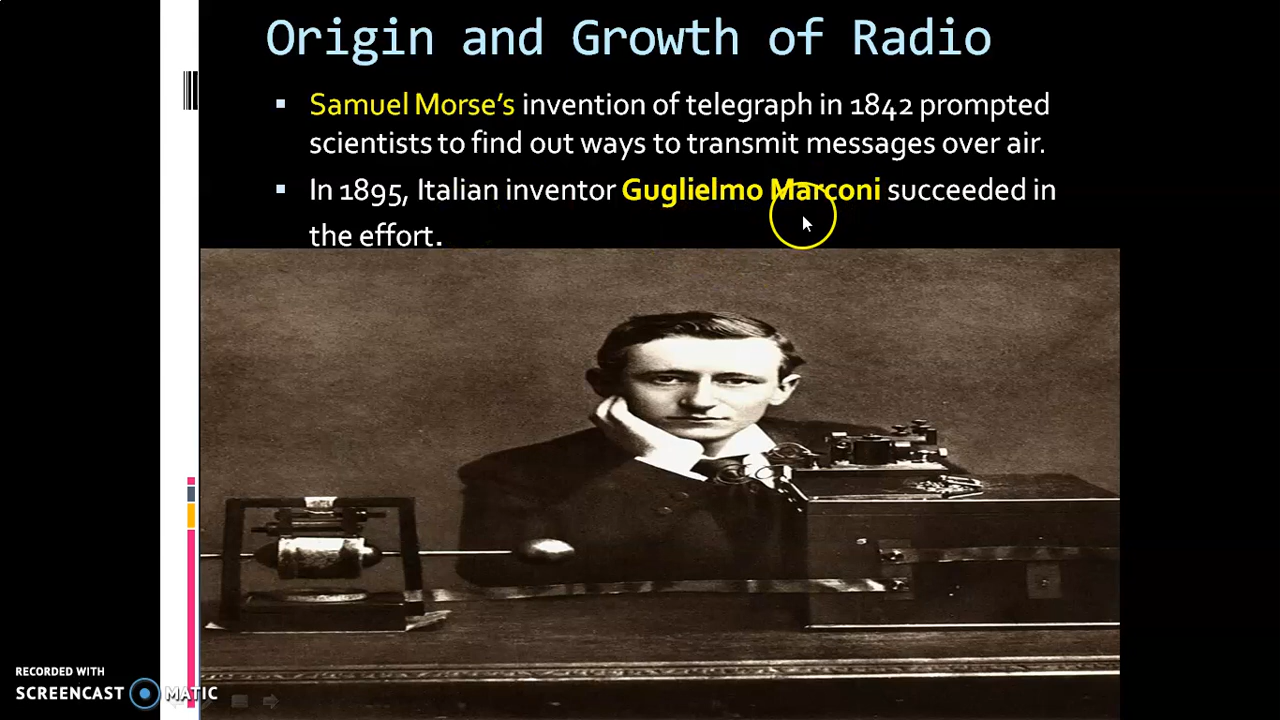 Origin and Growth of Radio
Samuel Morse's invention of telegraph in 1842 prompted
scientists to find out ways to transmit messages over air.
In 1895, Italian inventor Guglielmo Marconi succeeded in
the effort.
RECORDED WITH
SCREENCAST MATIC